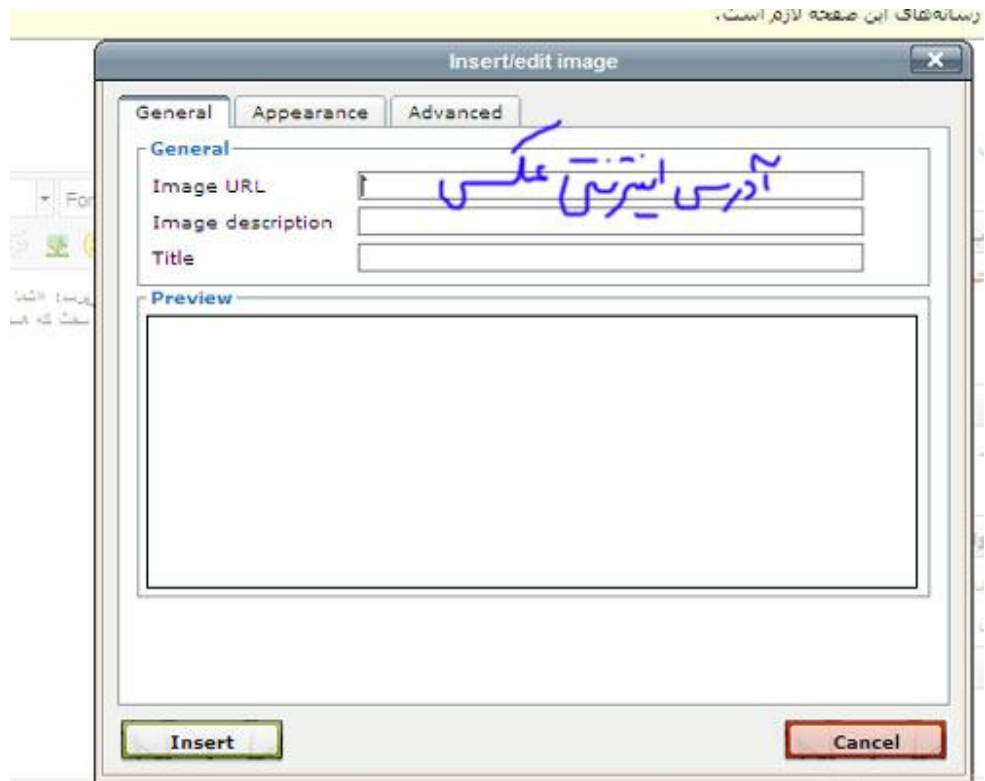 رسانه‌های این صفحه لازم است.
Insert/edit image
General Appearance Advanced
General
Image URL آدرس اینترنتی عکس
Image description
Title
Preview
Insert Cancel
For